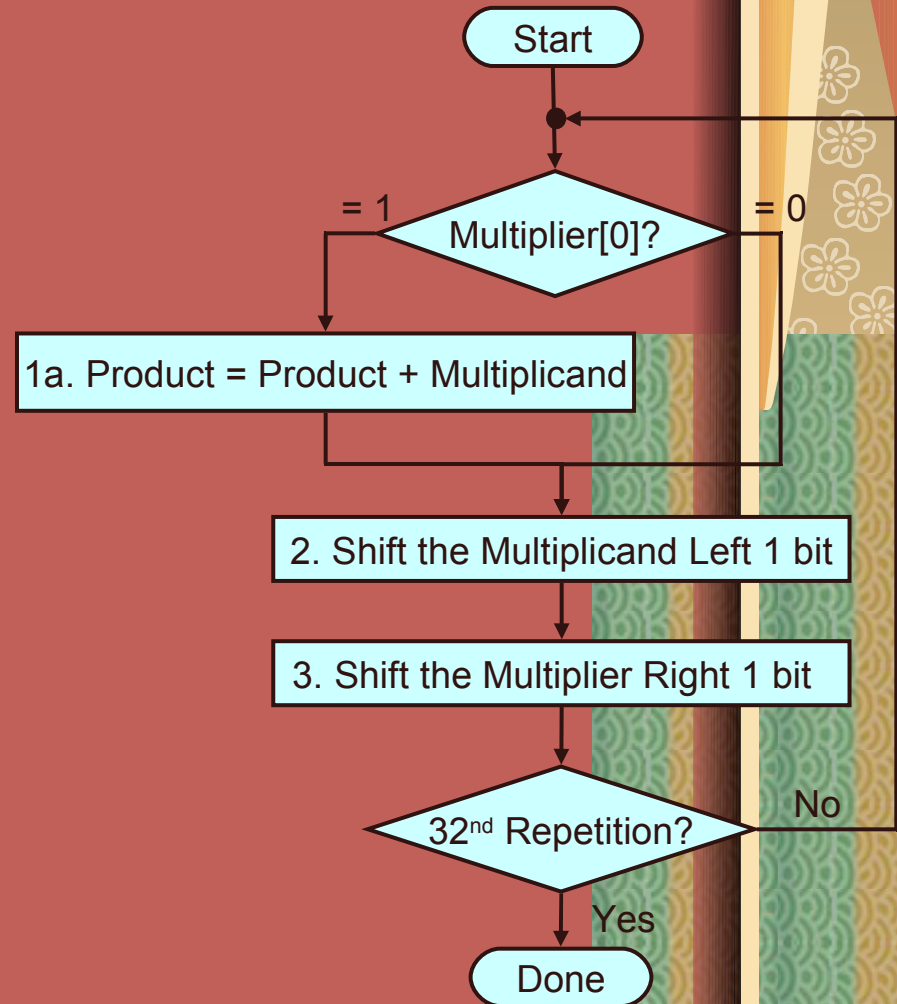 Start
= 1
Multiplier[0]?
= 0
1a. Product = Product + Multiplicand
2. Shift the Multiplicand Left 1 bit
3. Shift the Multiplier Right 1 bit
32nd Repetition?
No
Yes
Done